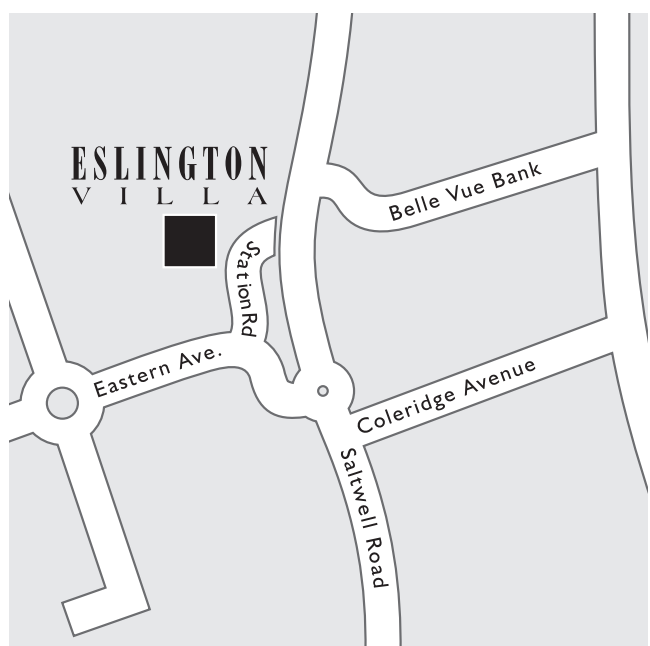 ESLINGTON
VILLA
Belle Vue Bank
Station Rd
Eastern Ave.
Coleridge Avenue
Saltwell Road